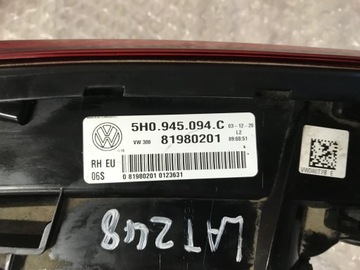 5H0.945.094.C 03-12-20
VW 300 81980201 L2
09:08:51
RH EU
06S 0 81980201 0123631
LAT248